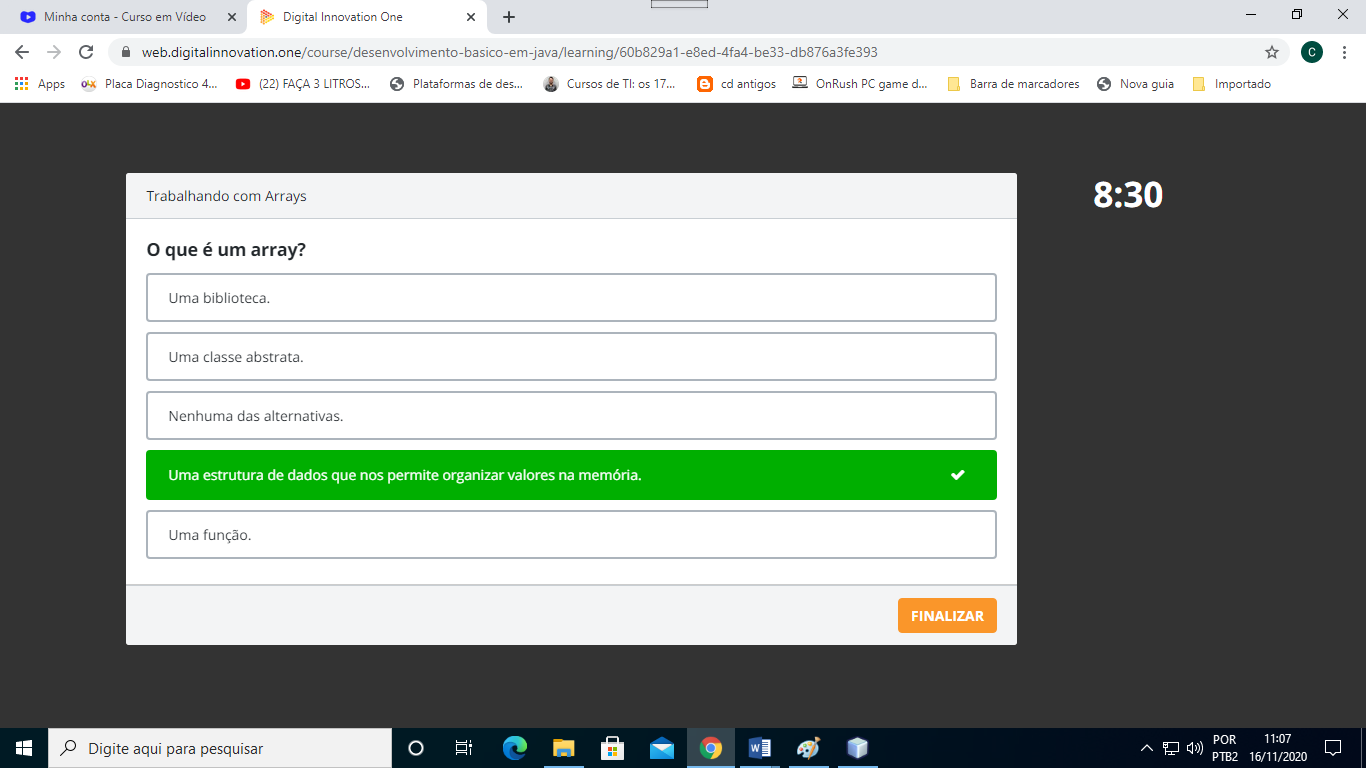 Minha conta - Curso em Vídeo
Digital Innovation One
web.digitalinnovation.one/course/desenvolvimento-basico-em-java/learning/60b829a1-e8ed-4fa4-be33-db876a3fe393
C
Apps
OLX
Placa Diagnostico 4...
(22) FAÇA 3 LITROS...
Plataformas de des...
Cursos de TI: os 17...
cd antigos
OnRush PC game d...
Barra de marcadores
Nova guia
Importado
Trabalhando com Arrays
8:30
O que é um array?
Uma biblioteca.
Uma classe abstrata.
Nenhuma das alternativas.
Uma estrutura de dados que nos permite organizar valores na memória.
Uma função.
FINALIZAR
Digite aqui para pesquisar
POR
PTB2
11:07
16/11/2020